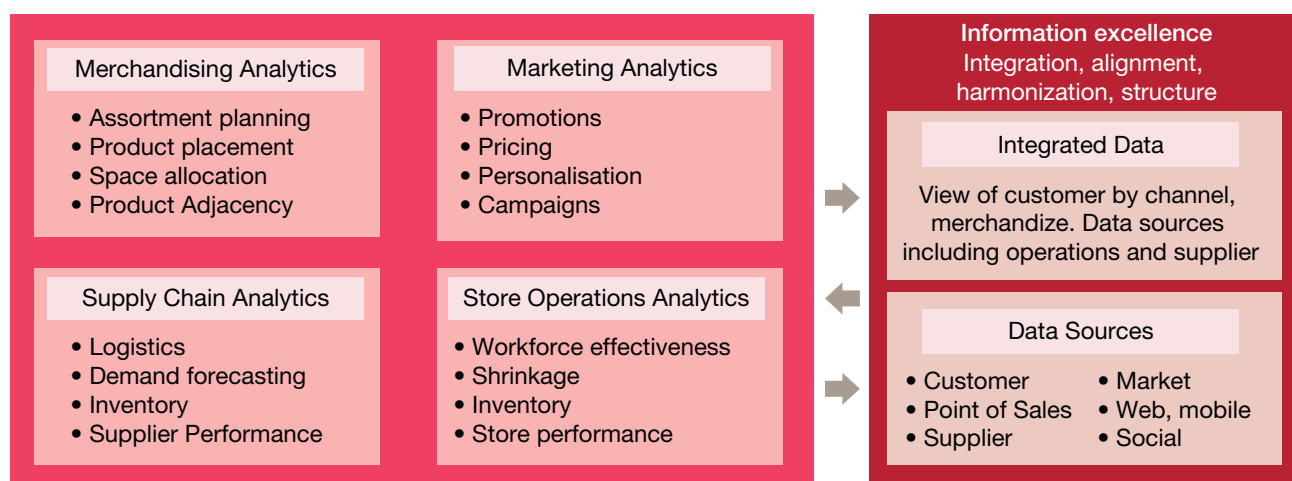 Merchandising Analytics
• Assortment planning
• Product placement
• Space allocation
• Product Adjacency
Marketing Analytics
• Promotions
• Pricing
• Personalisation
• Campaigns
Supply Chain Analytics
• Logistics
• Demand forecasting
• Inventory
• Supplier Performance
Store Operations Analytics
• Workforce effectiveness
• Shrinkage
• Inventory
• Store performance
Information excellence
Integration, alignment,
harmonization, structure
Integrated Data
View of customer by channel,
merchandize. Data sources
including operations and supplier
Data Sources
• Customer
• Point of Sales
• Supplier
• Market
• Web, mobile
• Social